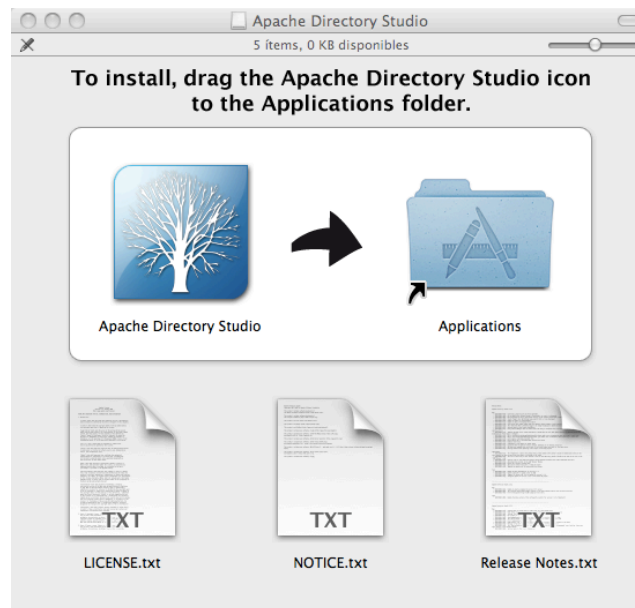 Apache Directory Studio
5 ítems, 0 KB disponibles
To install, drag the Apache Directory Studio icon
to the Applications folder.
Apache Directory Studio
Applications
TXT
TXT
TXT
LICENSE.txt
NOTICE.txt
Release Notes.txt